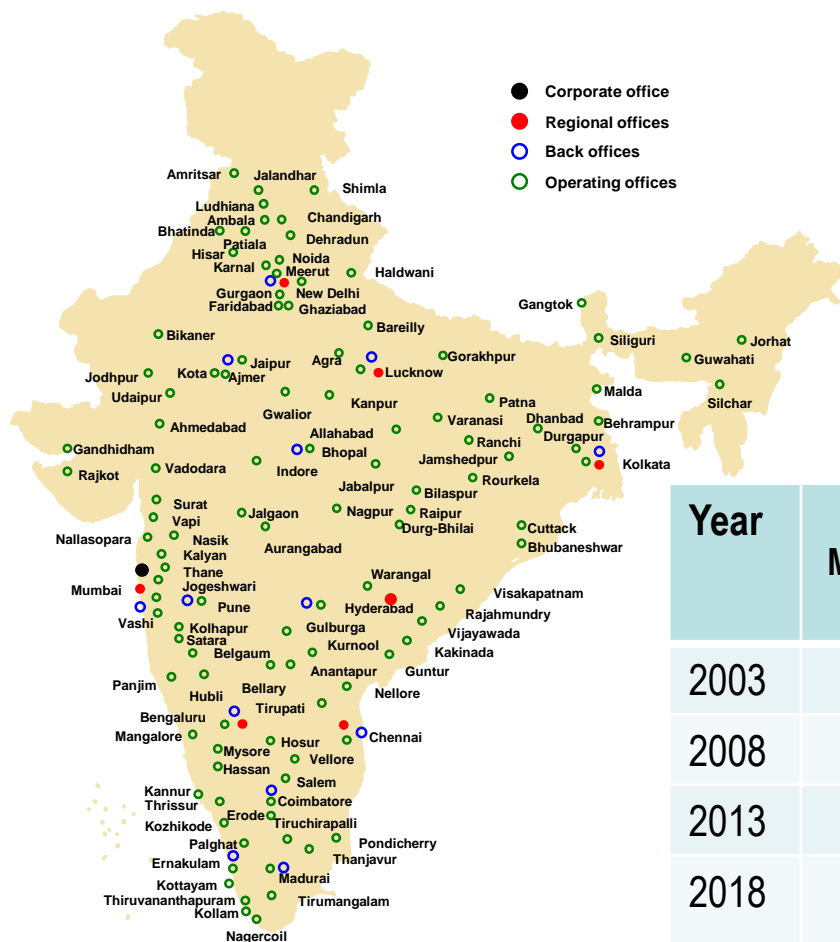 Corporate office
Regional offices
Back offices
Operating offices
Amritsar
Jalandhar
Shimla
Ludhiana
Ambala
Chandigarh
Bhatinda
Patiala
Dehradun
Hisar
Noida
Karnal
Meerut
Haldwani
Gurgaon
New Delhi
Faridabad
Ghaziabad
Gangtok
Bikaner
Bareilly
Siliguri
Jorhat
Jaipur
Agra
Gorakhpur
Guwahati
Jodhpur
Kota
Ajmer
Lucknow
Udaipur
Malda
Silchar
Gwalior
Kanpur
Patna
Ahmedabad
Varanasi
Dhanbad
Behrampur
Allahabad
Durgapur
Gandhidham
Ranchi
Bhopal
Jamshedpur
Kolkata
Rajkot
Vadodara
Indore
Rourkela
Jabalpur
Bilaspur
Surat
Jalgaon
Nagpur
Raipur
Vapi
Durg-Bhilai
Cuttack
Nallasopara
Nasik
Aurangabad
Bhubaneshwar
Kalyan
Thane
Warangal
Mumbai
Jogeshwari
Visakapatnam
Pune
Hyderabad
Rajahmundry
Vashi
Kolhapur
Gulburga
Vijayawada
Satara
Kurnool
Kakinada
Belgaum
Guntur
Panjim
Anantapur
Hubli
Bellary
Nellore
Tirupati
Bengaluru
Mangalore
Hosur
Chennai
Mysore
Vellore
Hassan
Salem
Kannur
Coimbatore
Thrissur
Erode
Kozhikode
Tiruchirapalli
Palghat
Pondicherry
Ernakulam
Thanjavur
Kottayam
Madurai
Thiruvananthapuram
Tirumangalam
Kollam
Nagercoil
Year
M
2003
2008
2013
2018